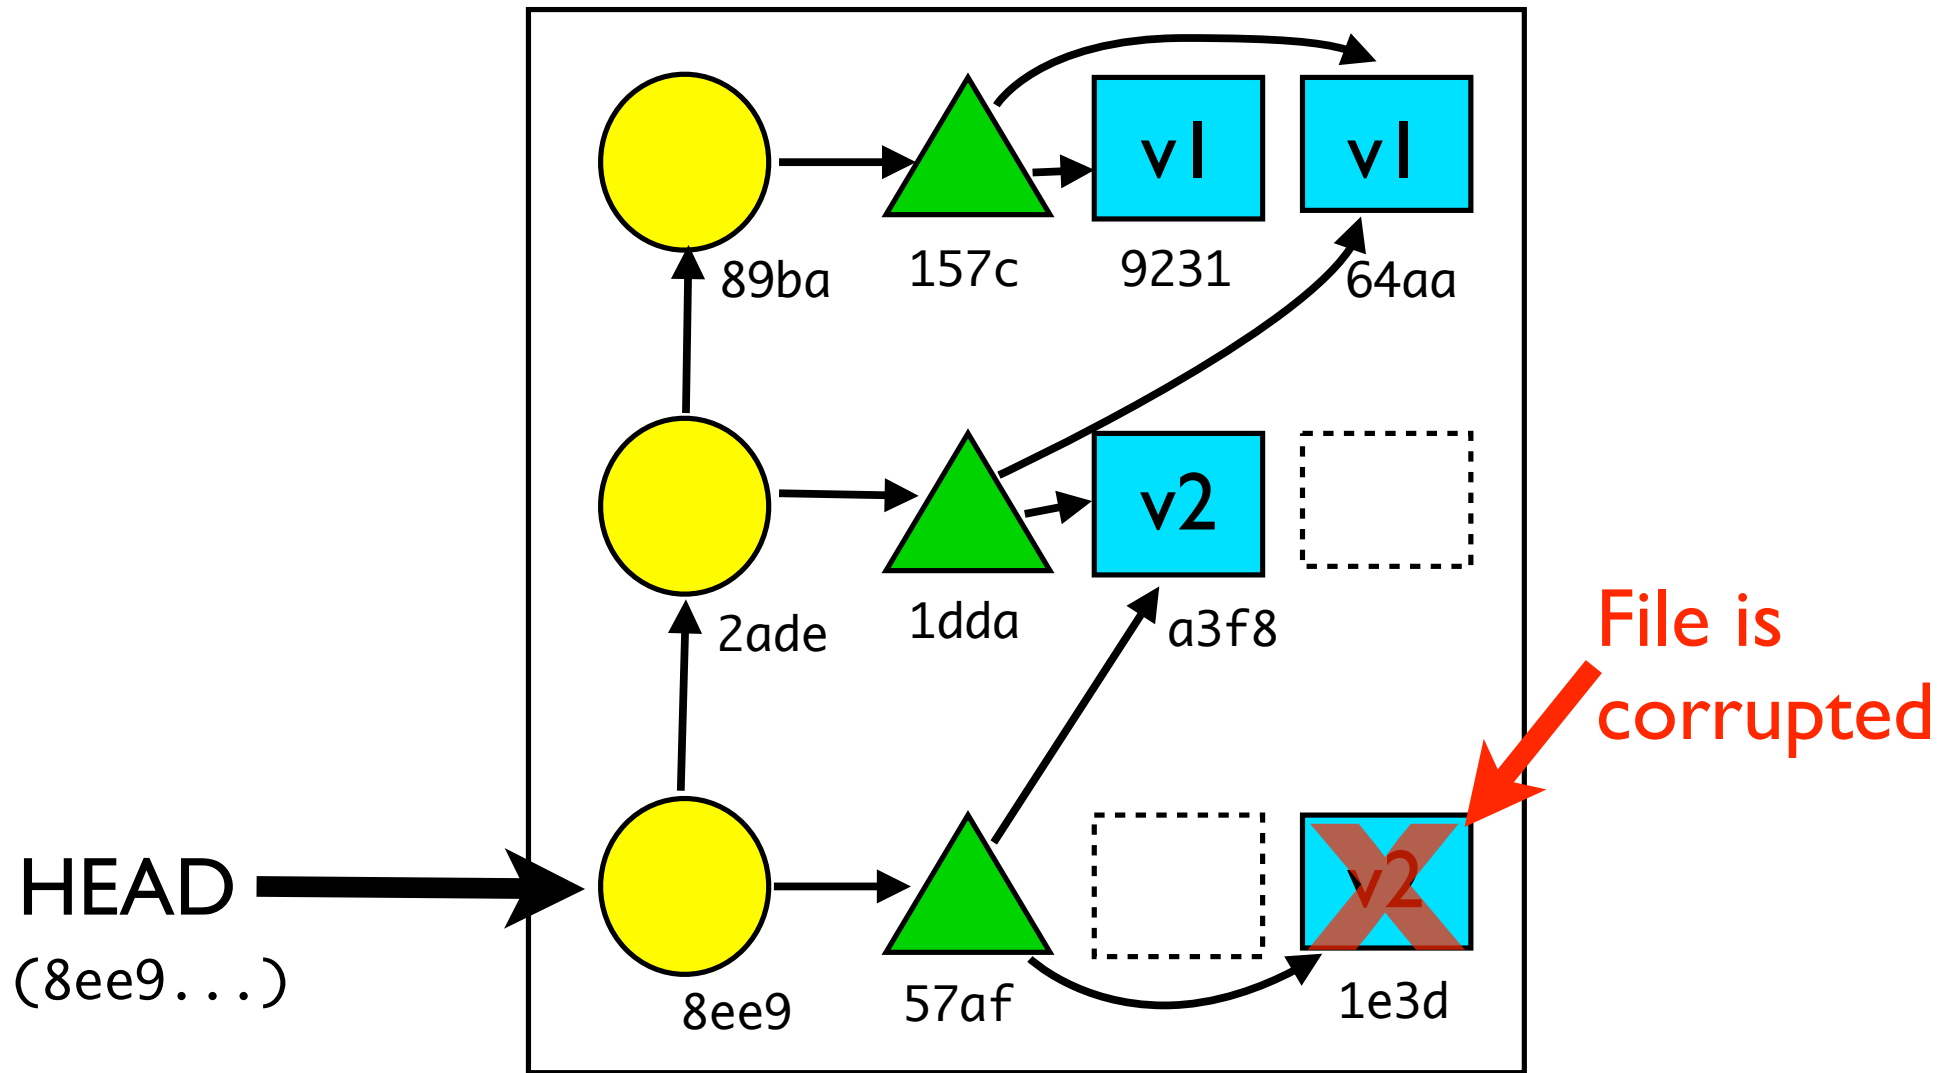 v1 v1
89ba 157c 9231 64aa
v2
2ade 1dda a3f8
File is
corrupted
HEAD
(8ee9...)
v2
8ee9 57af 1e3d